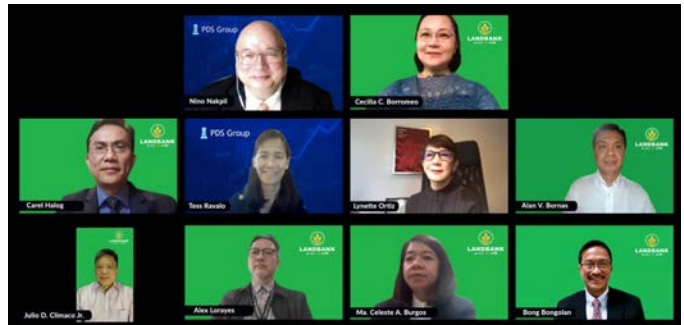 PDS Group
Nino Nakpil
LANDBANK
Cecilia C. Borromeo
LANDBANK
Carel Halog
PDS Group
Tess Ravalo
Lynette Ortiz
LANDBANK
Alan V. Bornas
LANDBANK
Julio D. Climaco Jr.
LANDBANK
Alex Lorayes
LANDBANK
Ma. Celeste A. Burgos
LANDBANK
Bong Bongolan